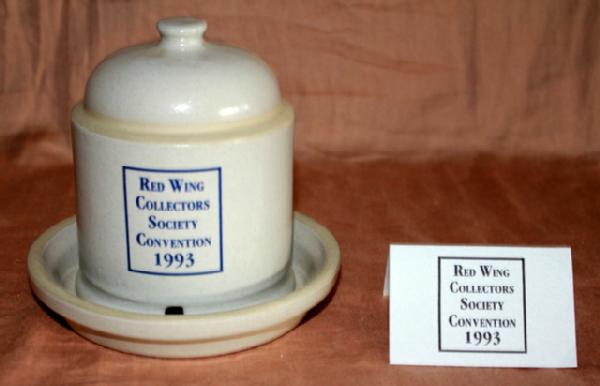 RED WING
COLLECTORS
SOCIETY
CONVENTION
1993
RED WING
COLLECTORS
SOCIETY
CONVENTION
1993